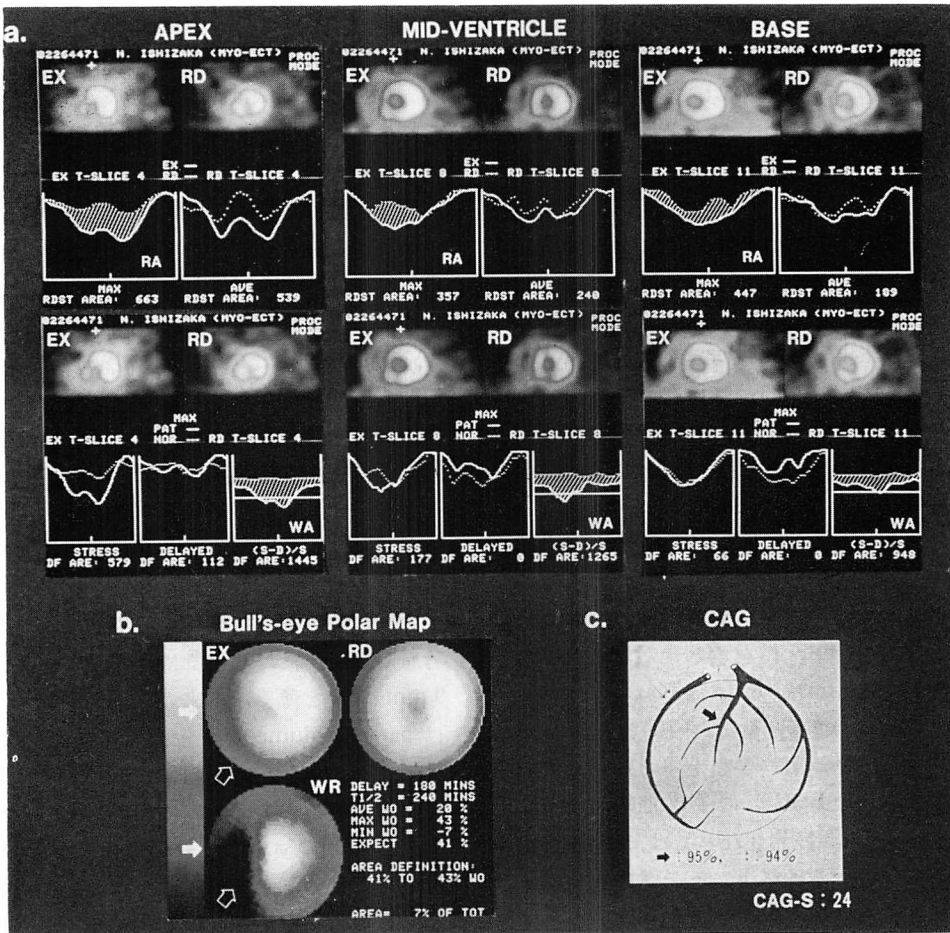 a.
APEX
MID-VENTRICLE
BASE
02264471 N. ISHIZAKA (MYO-ECT) PROC MODE
EX RD
EX —
EX T-SLICE 4 RD — RD T-SLICE 4
RA
MAX AVE
RDST AREA: 663 RDST AREA: 539
02264471 N. ISHIZAKA (MYO-ECT) PROC MODE
EX RD
EX —
EX T-SLICE 8 RD — RD T-SLICE 8
RA
MAX AVE
RDST AREA: 357 RDST AREA: 240
02264471 N. ISHIZAKA (MYO-ECT) PROC MODE
EX RD
EX —
EX T-SLICE 11 RD — RD T-SLICE 11
RA
MAX AVE
RDST AREA: 447 RDST AREA: 189
02264471 N. ISHIZAKA (MYO-ECT) PROC MODE
EX RD
MAX
PAT —
EX T-SLICE 4 NOR — RD T-SLICE 4
WA
STRESS DELAYED (S-D)/S
DF ARE: 579 DF ARE: 112 DF ARE:1445
02264471 N. ISHIZAKA (MYO-ECT) PROC MODE
EX RD
MAX
PAT —
EX T-SLICE 8 NOR — RD T-SLICE 8
WA
STRESS DELAYED (S-D)/S
DF ARE: 177 DF ARE: 0 DF ARE:1265
02264471 N. ISHIZAKA (MYO-ECT) PROC MODE
EX RD
MAX
PAT —
EX T-SLICE 11 NOR — RD T-SLICE 11
WA
STRESS DELAYED (S-D)/S
DF ARE: 66 DF ARE: 0 DF ARE: 948
b.
Bull's-eye Polar Map
EX RD
WR
DELAY = 180 MINS
T1/2 = 240 MINS
AVE WO = 20 %
MAX WO = 43 %
MIN WO = -7 %
EXPECT 41 %
AREA DEFINITION:
41% TO 43% WO
AREA= 7% OF TOT
c.
CAG
: 95%. : : 94%
CAG-S : 24